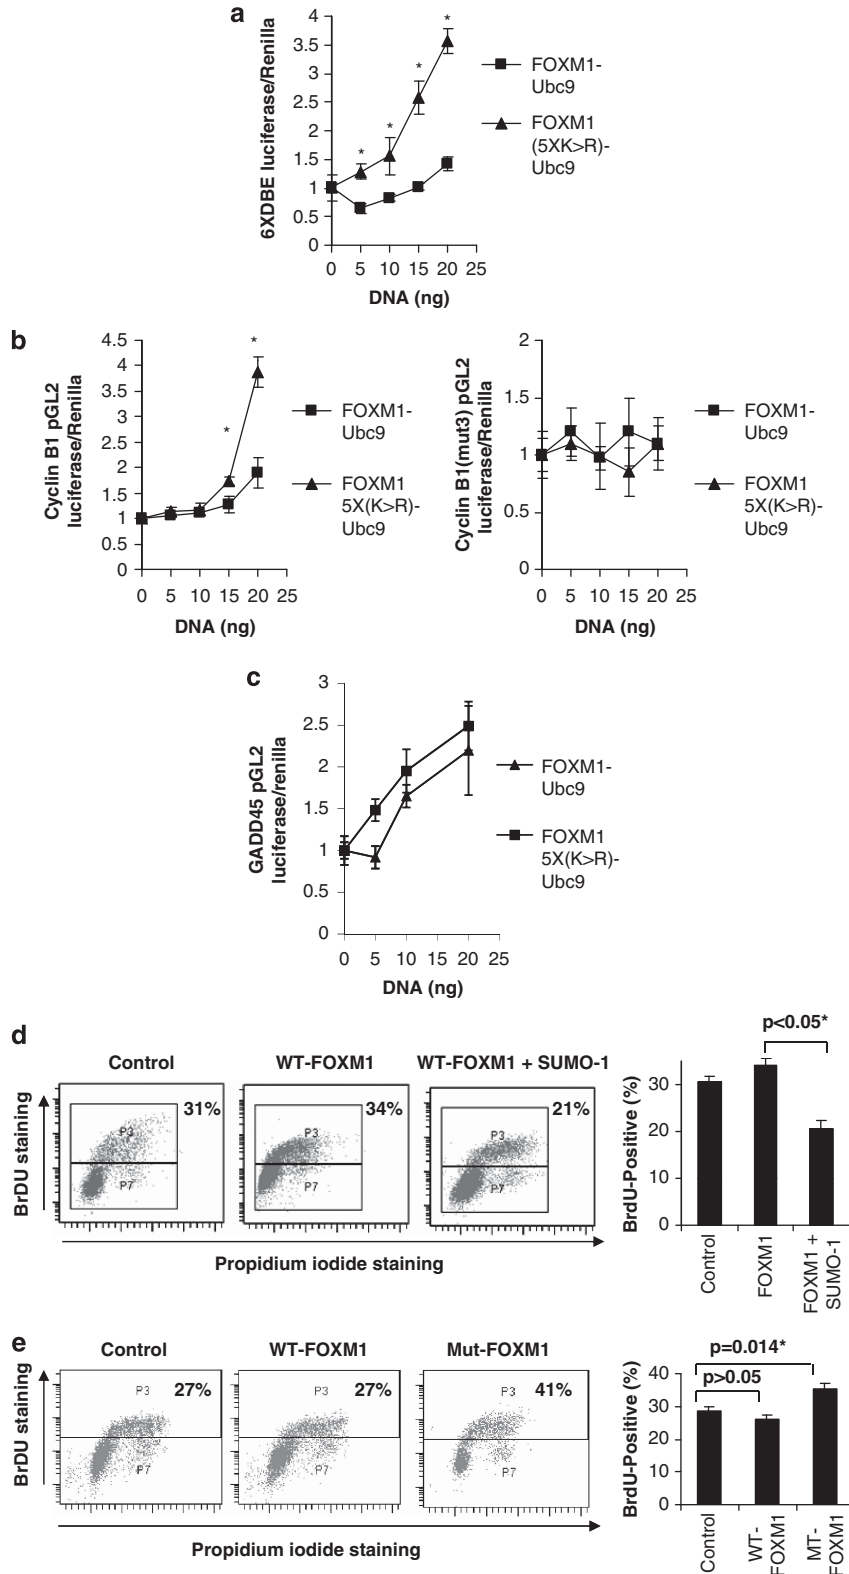 a
6XDBE luciferase/Renilla
4
3.5
3
2.5
2
1.5
1
0.5
0
* * * *
0 5 10 15 20 25
DNA (ng)
FOXM1-
Ubc9
FOXM1
(5XK>R)-
Ubc9
b
Cyclin B1 pGL2
luciferase/Renilla
4.5
4
3.5
3
2.5
2
1.5
1
0.5
0
* *
0 5 10 15 20 25
DNA (ng)
FOXM1-
Ubc9
FOXM1
5X(K>R)-
Ubc9
Cyclin B1(mut3) pGL2
luciferase/Renilla
2
1.5
1
0.5
0
0 5 10 15 20 25
DNA (ng)
FOXM1-
Ubc9
FOXM1
5X(K>R)-
Ubc9
c
GADD45 pGL2
luciferase/renilla
3
2.5
2
1.5
1
0.5
0
0 5 10 15 20 25
DNA (ng)
FOXM1-
Ubc9
FOXM1
5X(K>R)-
Ubc9
d
BrDU staining
Control
31%
P3
P7
WT-FOXM1
34%
P3
P7
WT-FOXM1 + SUMO-1
21%
P3
P7
Propidium iodide staining
p<0.05*
BrdU-Positive (%)
30
20
10
0
Control
FOXM1
FOXM1 +
SUMO-1
e
BrDU staining
Control
27%
P3
P7
WT-FOXM1
27%
P3
P7
Mut-FOXM1
41%
P3
P7
Propidium iodide staining
p=0.014*
p>0.05
BrdU-Positive (%)
40
30
20
10
0
Control
WT-
FOXM1
MT-
FOXM1